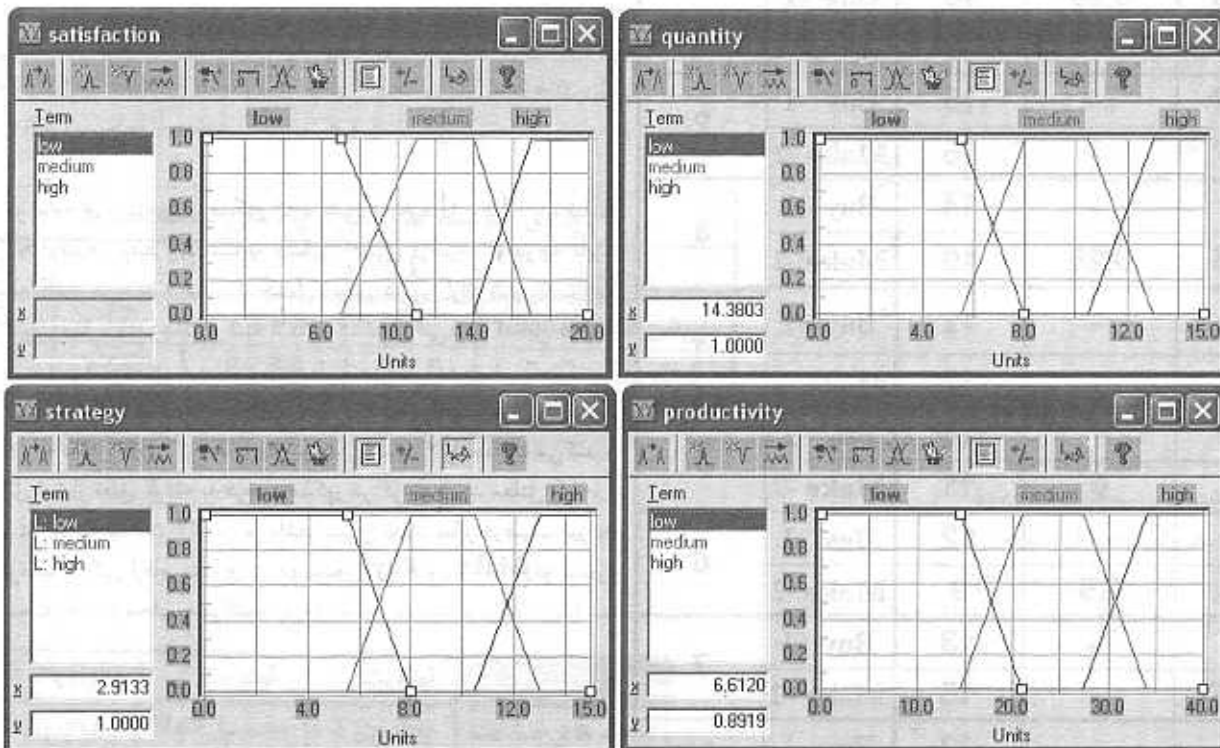 satisfaction
Term
low
medium
high
x
y
low medium high
1.0
0.8
0.6
0.4
0.2
0.0
0.0 6.0 10.0 14.0 20.0
Units
quantity
Term
low
medium
high
x 14.3803
y 1.0000
low medium high
1.0
0.8
0.6
0.4
0.2
0.0
0.0 4.0 8.0 12.0 15.0
Units
strategy
Term
L: low
L: medium
L: high
x 2.9133
y 1.0000
low medium high
1.0
0.8
0.6
0.4
0.2
0.0
0.0 4.0 8.0 12.0 15.0
Units
productivity
Term
low
medium
high
x 6.6120
y 0.8919
low medium high
1.0
0.8
0.6
0.4
0.2
0.0
0.0 10.0 20.0 30.0 40.0
Units